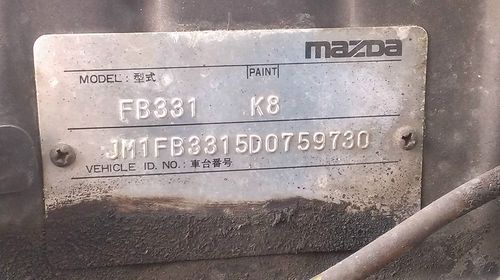 mazda
MODEL : 型式 PAINT
FB331 K8
JM1FB3315D0759730
VEHICLE ID. NO. : 車台番号